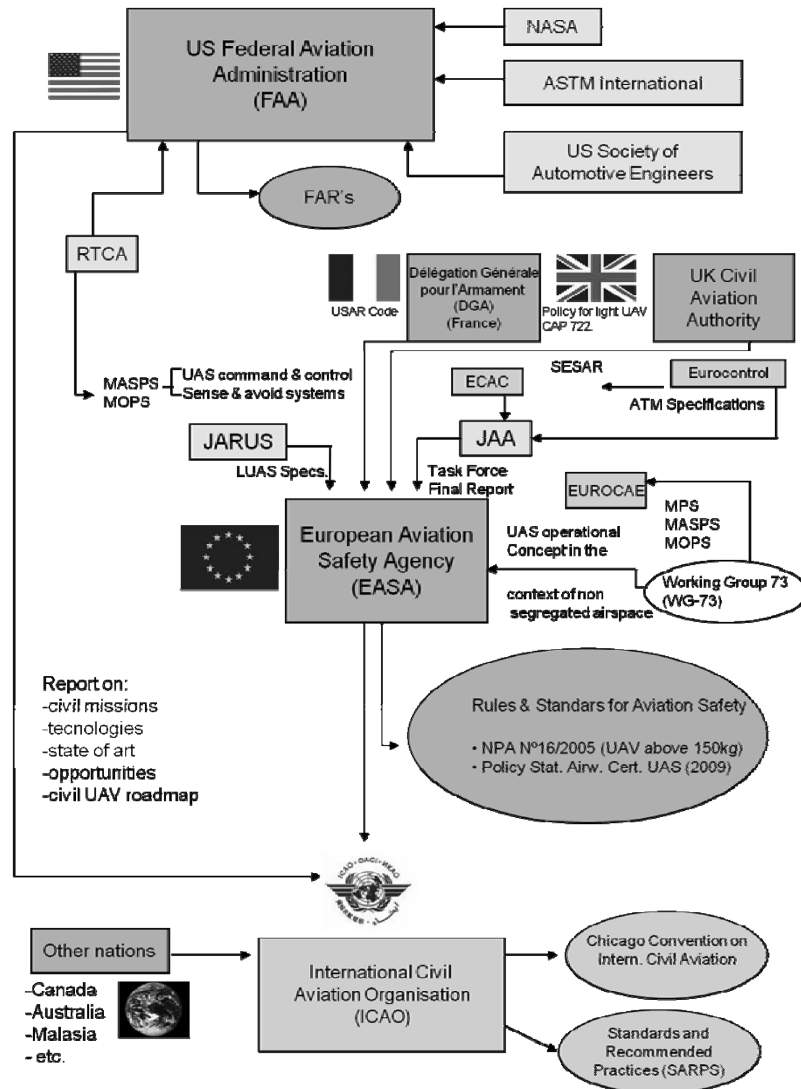 US Federal Aviation
Administration
(FAA)
NASA
ASTM International
US Society of
Automotive Engineers
FAR's
RTCA
USAR Code
Délégation Générale
pour l'Armament
(DGA)
(France)
Policy for light UAV
CAP 722
UK Civil
Aviation
Authority
MASPS
MOPS
UAS command & control
Sense & avoid systems
ECAC
SESAR
Eurocontrol
ATM Specifications
JARUS
LUAS Specs.
JAA
Task Force
Final Report
EUROCAE
MPS
MASPS
MOPS
European Aviation
Safety Agency
(EASA)
UAS operational
Concept in the
context of non
segregated airspace
Working Group 73
(WG-73)
Report on:
-civil missions
-tecnologies
-state of art
-opportunities
-civil UAV roadmap
Rules & Standars for Aviation Safety
• NPA Nº16/2005 (UAV above 150kg)
• Policy Stat. Airw. Cert. UAS (2009)
ICAO·OACI·ИКАО
Other nations
-Canada
-Australia
-Malasia
- etc.
International Civil
Aviation Organisation
(ICAO)
Chicago Convention on
Intern. Civil Aviation
Standards and
Recommended
Practices (SARPS)